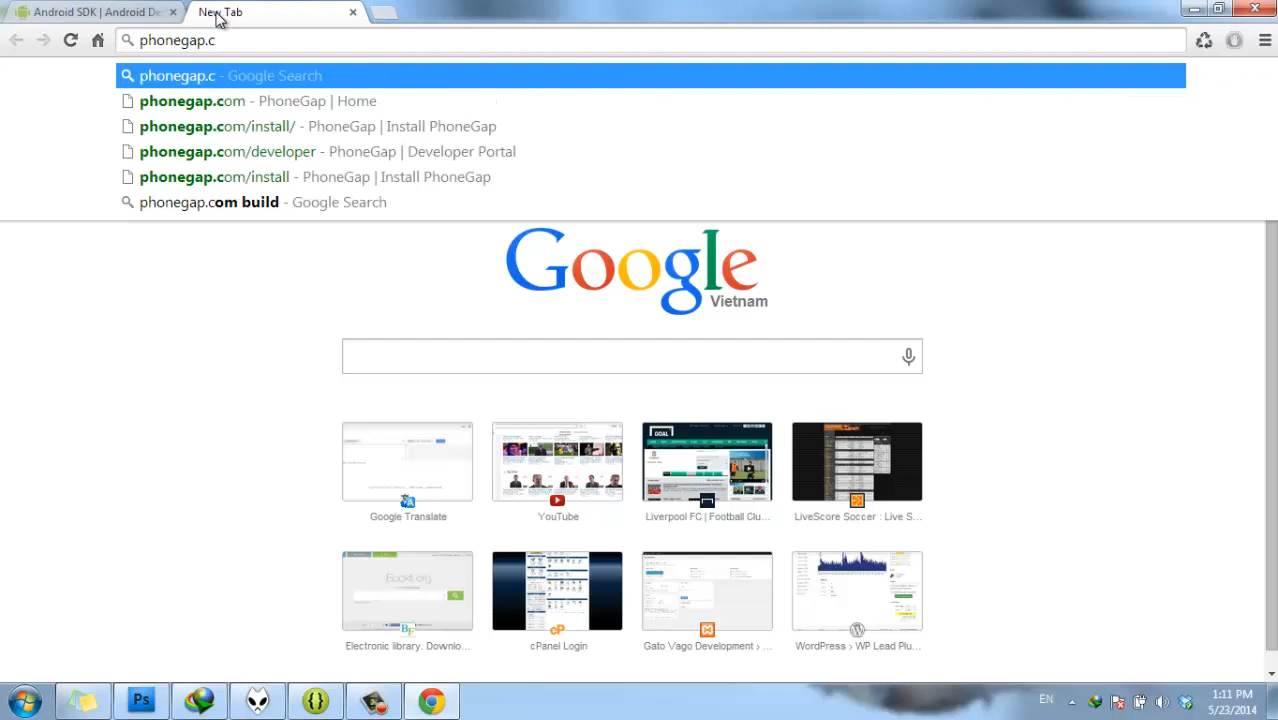 Android SDK | Android De
New Tab
phonegap.c
phonegap.c - Google Search
phonegap.com - PhoneGap | Home
phonegap.com/install/ - PhoneGap | Install PhoneGap
phonegap.com/developer - PhoneGap | Developer Portal
phonegap.com/install - PhoneGap | Install PhoneGap
phonegap.com build - Google Search
Google
Vietnam
GOAL
Google Translate
YouTube
Liverpool FC | Football Clu...
LiveScore Soccer : Live S...
Electronic library. Downlo...
cPanel Login
Gato Vago Development › ...
WordPress › WP Lead Plu...
Ps
EN
1:11 PM
5/23/2014